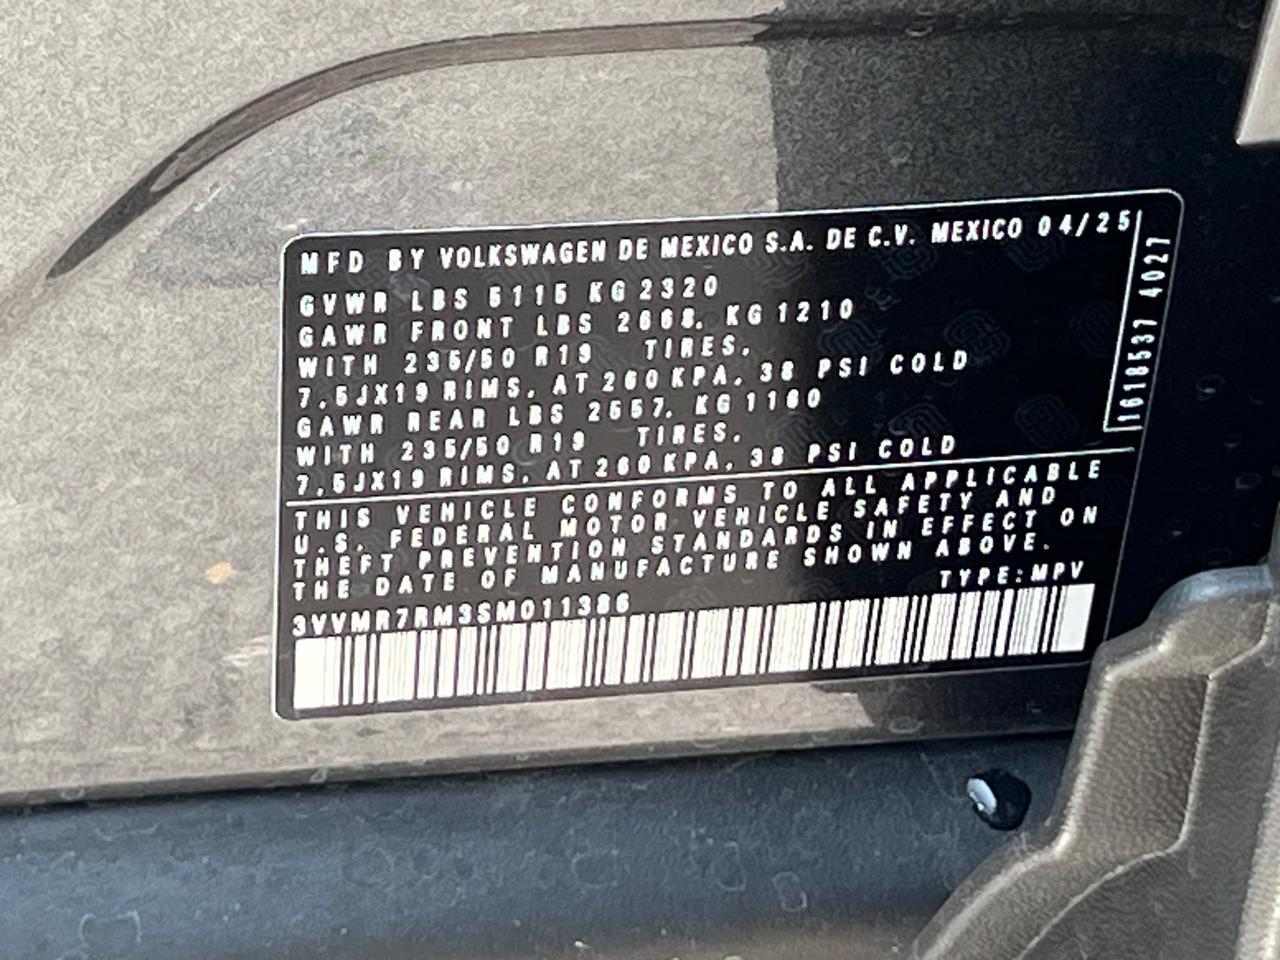 MFD BY VOLKSWAGEN DE MEXICO S.A. DE C.V. MEXICO 04/25
GVWR LBS 5115 KG 2320
GAWR FRONT LBS 2668. KG 1210
WITH 235/50 R19 TIRES.
7.5JX19 RIMS. AT 260 KPA. 38 PSI COLD
GAWR REAR LBS 2557. KG 1160
WITH 235/50 R19 TIRES.
7.5JX19 RIMS. AT 260 KPA. 38 PSI COLD
1618537 4027
THIS VEHICLE CONFORMS TO ALL APPLICABLE
U.S. FEDERAL MOTOR VEHICLE SAFETY AND
THEFT PREVENTION STANDARDS IN EFFECT ON
THE DATE OF MANUFACTURE SHOWN ABOVE.
TYPE:MPV
3VVMR7RM3SM011386